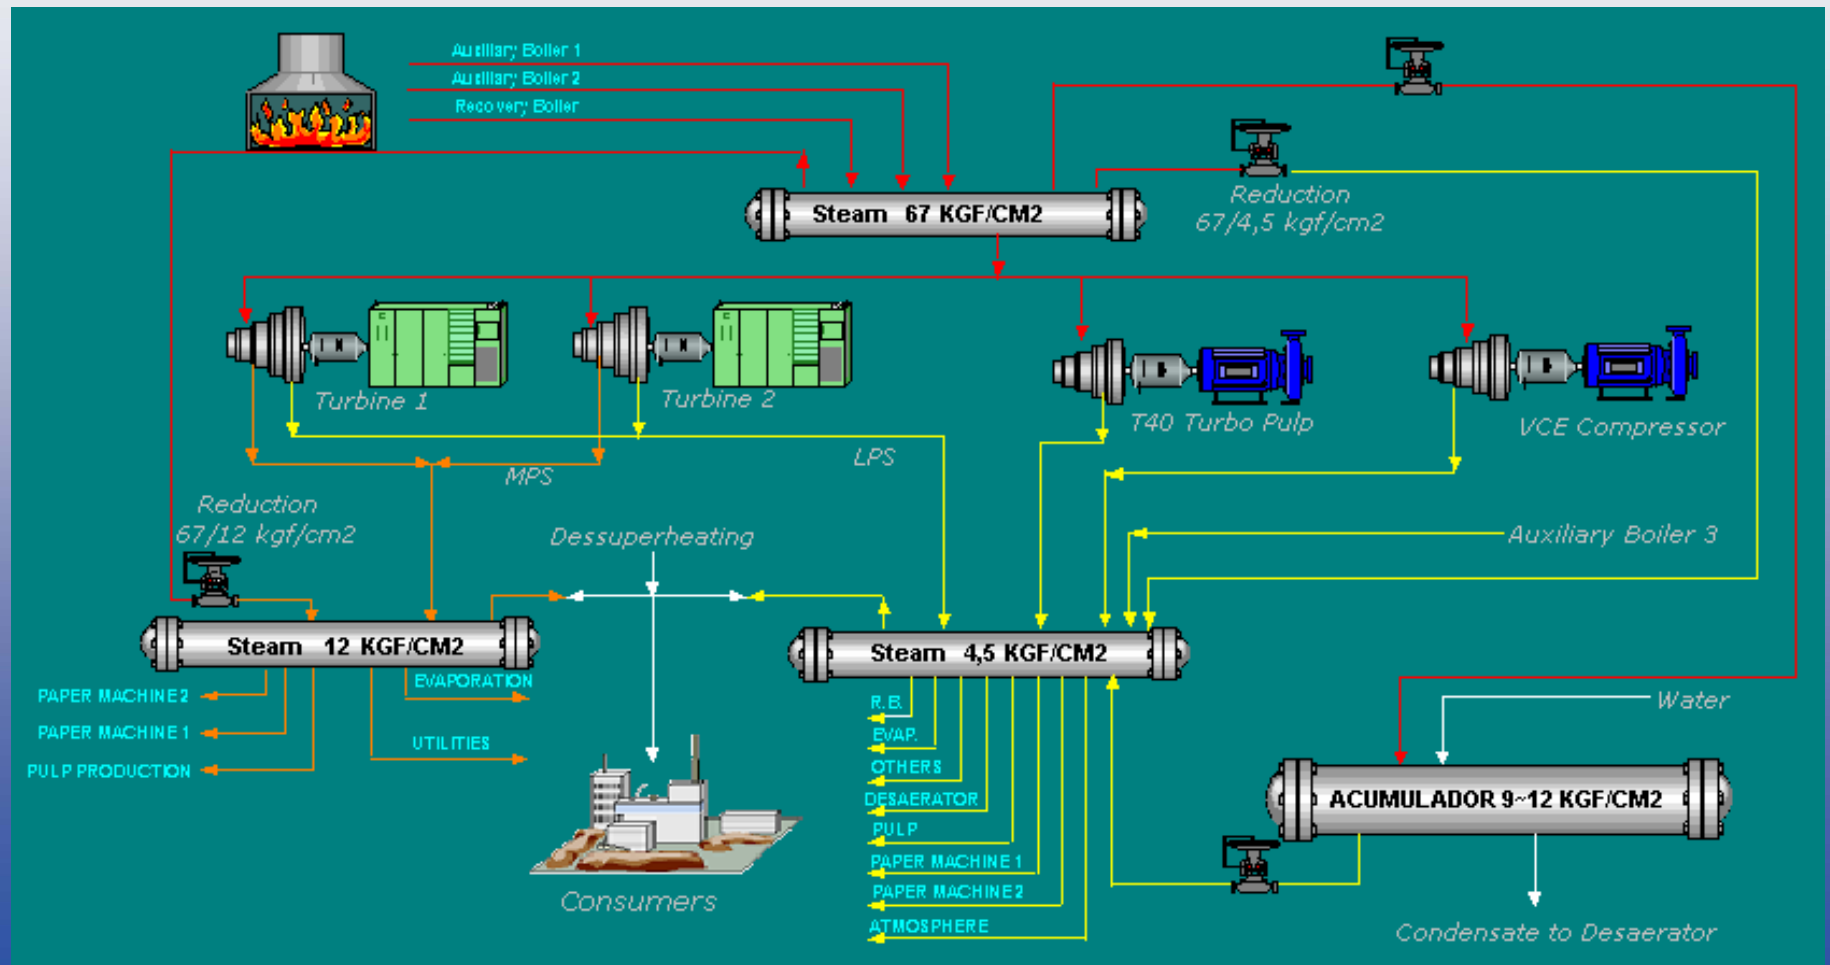 Auxiliary Boiler 1
Auxiliary Boiler 2
Recovery Boiler
Steam 67 KGF/CM2
Reduction
67/4,5 kgf/cm2
Turbine 1
Turbine 2
T40 Turbo Pulp
VCE Compressor
LPS
MPS
Reduction
67/12 kgf/cm2
Dessuperheating
Auxiliary Boiler 3
Steam 12 KGF/CM2
Steam 4,5 KGF/CM2
EVAPORATION
PAPER MACHINE 2
PAPER MACHINE 1
UTILITIES
PULP PRODUCTION
R.B.
EVAP.
OTHERS
DESAERATOR
PULP
PAPER MACHINE 1
PAPER MACHINE 2
ATMOSPHERE
Consumers
Water
ACUMULADOR 9~12 KGF/CM2
Condensate to Desaerator